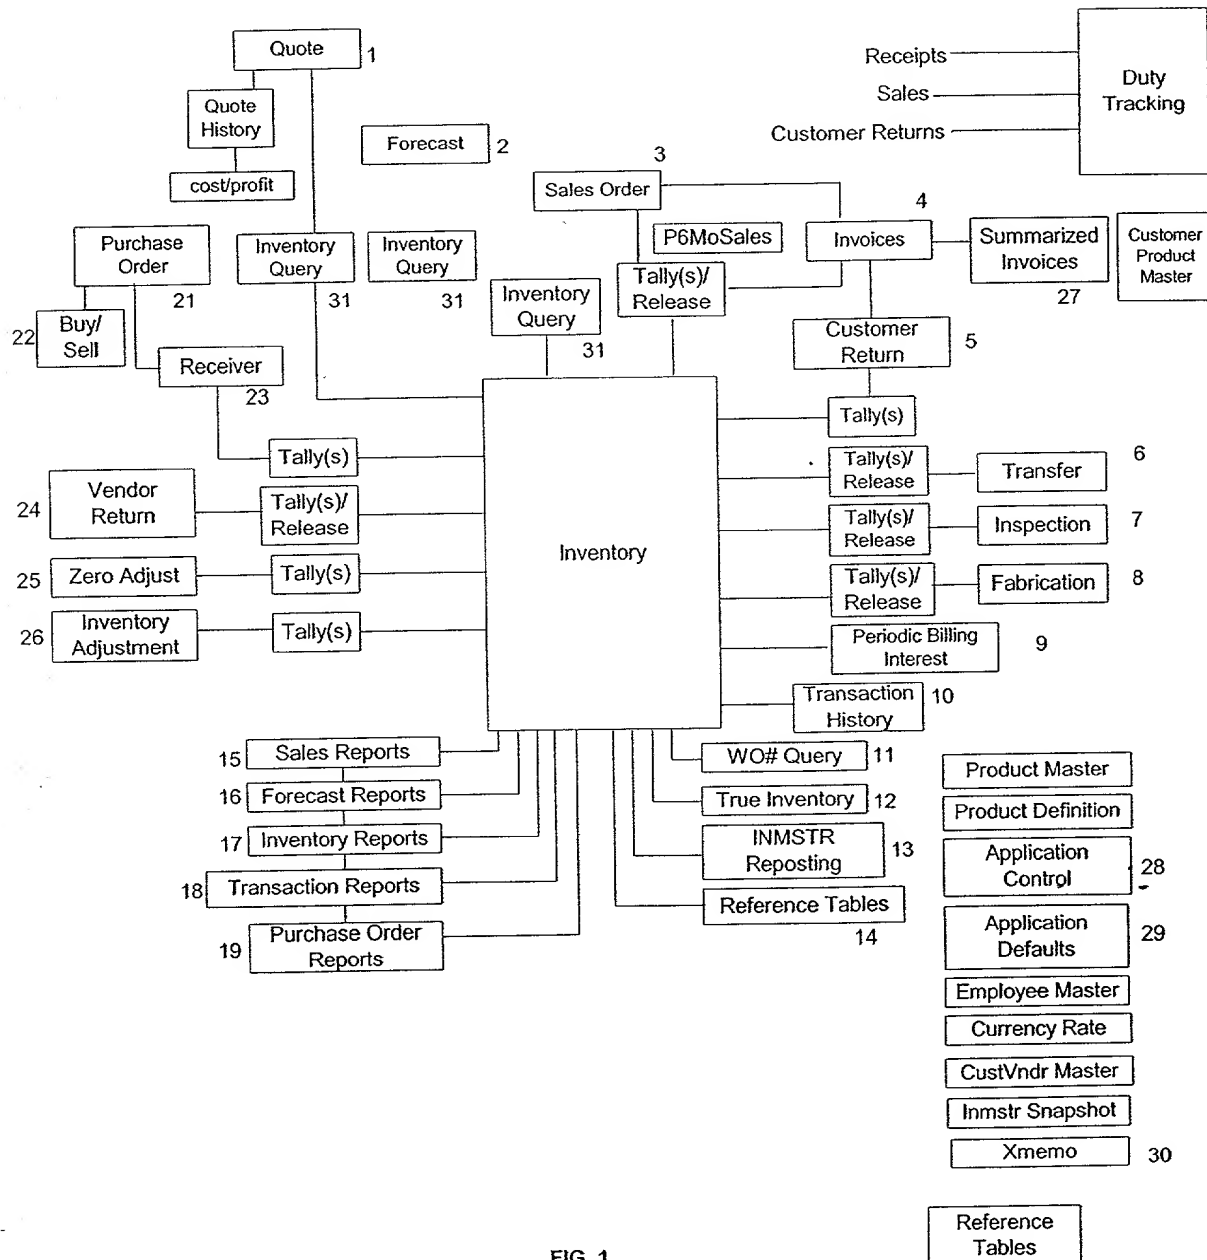 Quote
1
Quote
History
cost/profit
Forecast
2
Receipts
Sales
Customer Returns
Duty
Tracking
3
Sales Order
P6MoSales
4
Invoices
Summarized
Invoices
27
Customer
Product
Master
Purchase
Order
21
Inventory
Query
31
Inventory
Query
31
Inventory
Query
31
Tally(s)/
Release
22
Buy/
Sell
Receiver
23
Customer
Return
5
Tally(s)
Tally(s)
24
Vendor
Return
Tally(s)/
Release
25
Zero Adjust
Tally(s)
26
Inventory
Adjustment
Tally(s)
Inventory
Tally(s)/
Release
Transfer
6
Tally(s)/
Release
Inspection
7
Tally(s)/
Release
Fabrication
8
Periodic Billing
Interest
9
Transaction
History
10
15
Sales Reports
16
Forecast Reports
17
Inventory Reports
18
Transaction Reports
19
Purchase Order
Reports
WO# Query
11
True Inventory
12
INMSTR
Reposting
13
Reference Tables
14
Product Master
Product Definition
Application
Control
28
Application
Defaults
29
Employee Master
Currency Rate
CustVndr Master
Inmstr Snapshot
Xmemo
30
Reference
Tables
FIG. 1